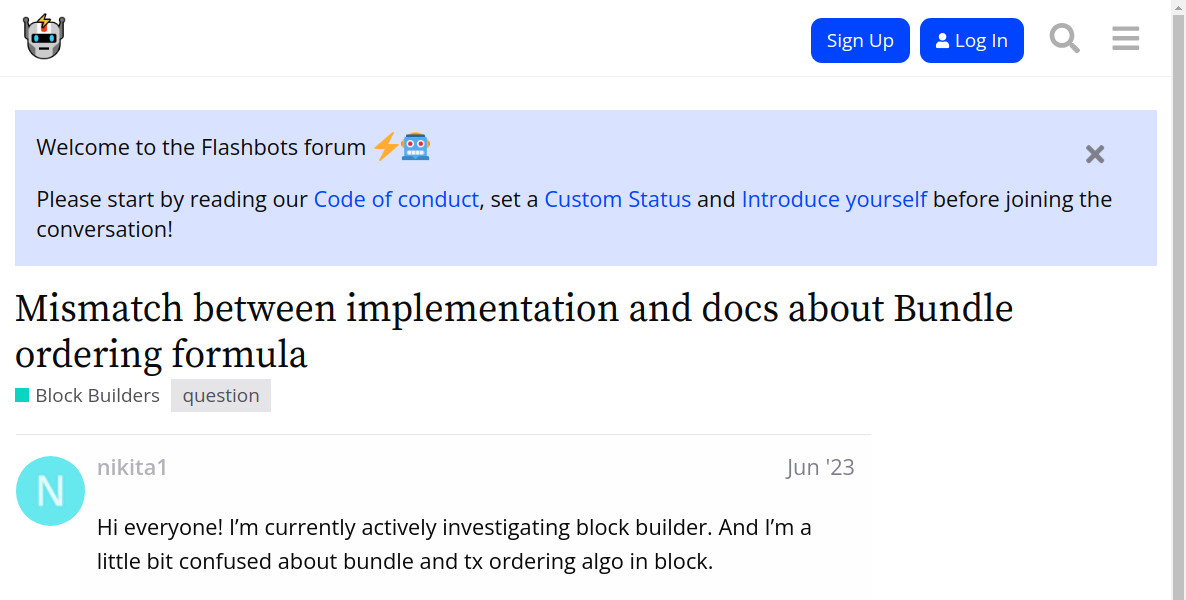 Sign Up
Log In
Welcome to the Flashbots forum
Please start by reading our Code of conduct, set a Custom Status and Introduce yourself before joining the
conversation!
Mismatch between implementation and docs about Bundle
ordering formula
Block Builders question
N
nikita1 Jun '23
Hi everyone! I’m currently actively investigating block builder. And I’m a
little bit confused about bundle and tx ordering algo in block.